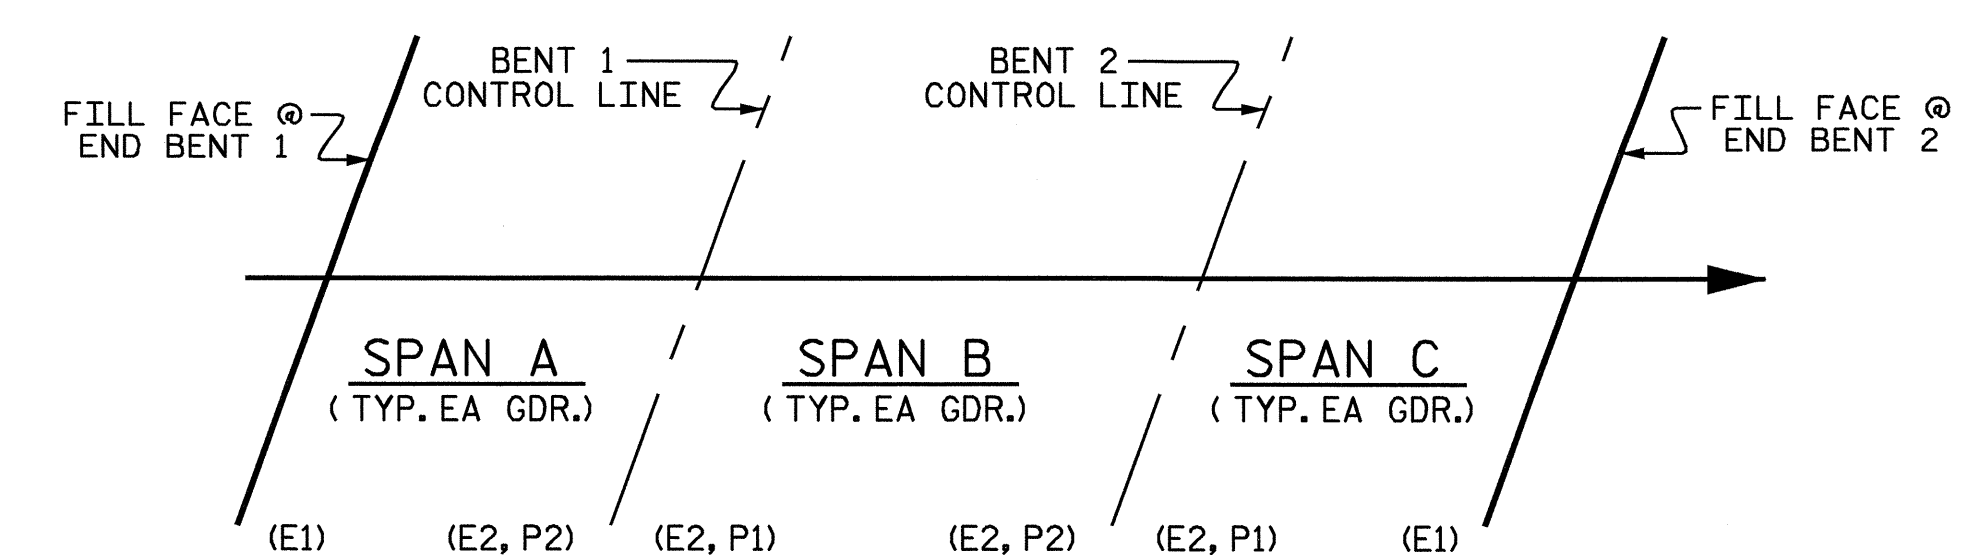 BENT 1
CONTROL LINE
BENT 2
CONTROL LINE
FILL FACE @
END BENT 1
FILL FACE @
END BENT 2
SPAN A
(TYP. EA GDR.)
SPAN B
(TYP. EA GDR.)
SPAN C
(TYP. EA GDR.)
(E1)
(E2, P2)
(E2, P1)
(E2, P2)
(E2, P1)
(E1)